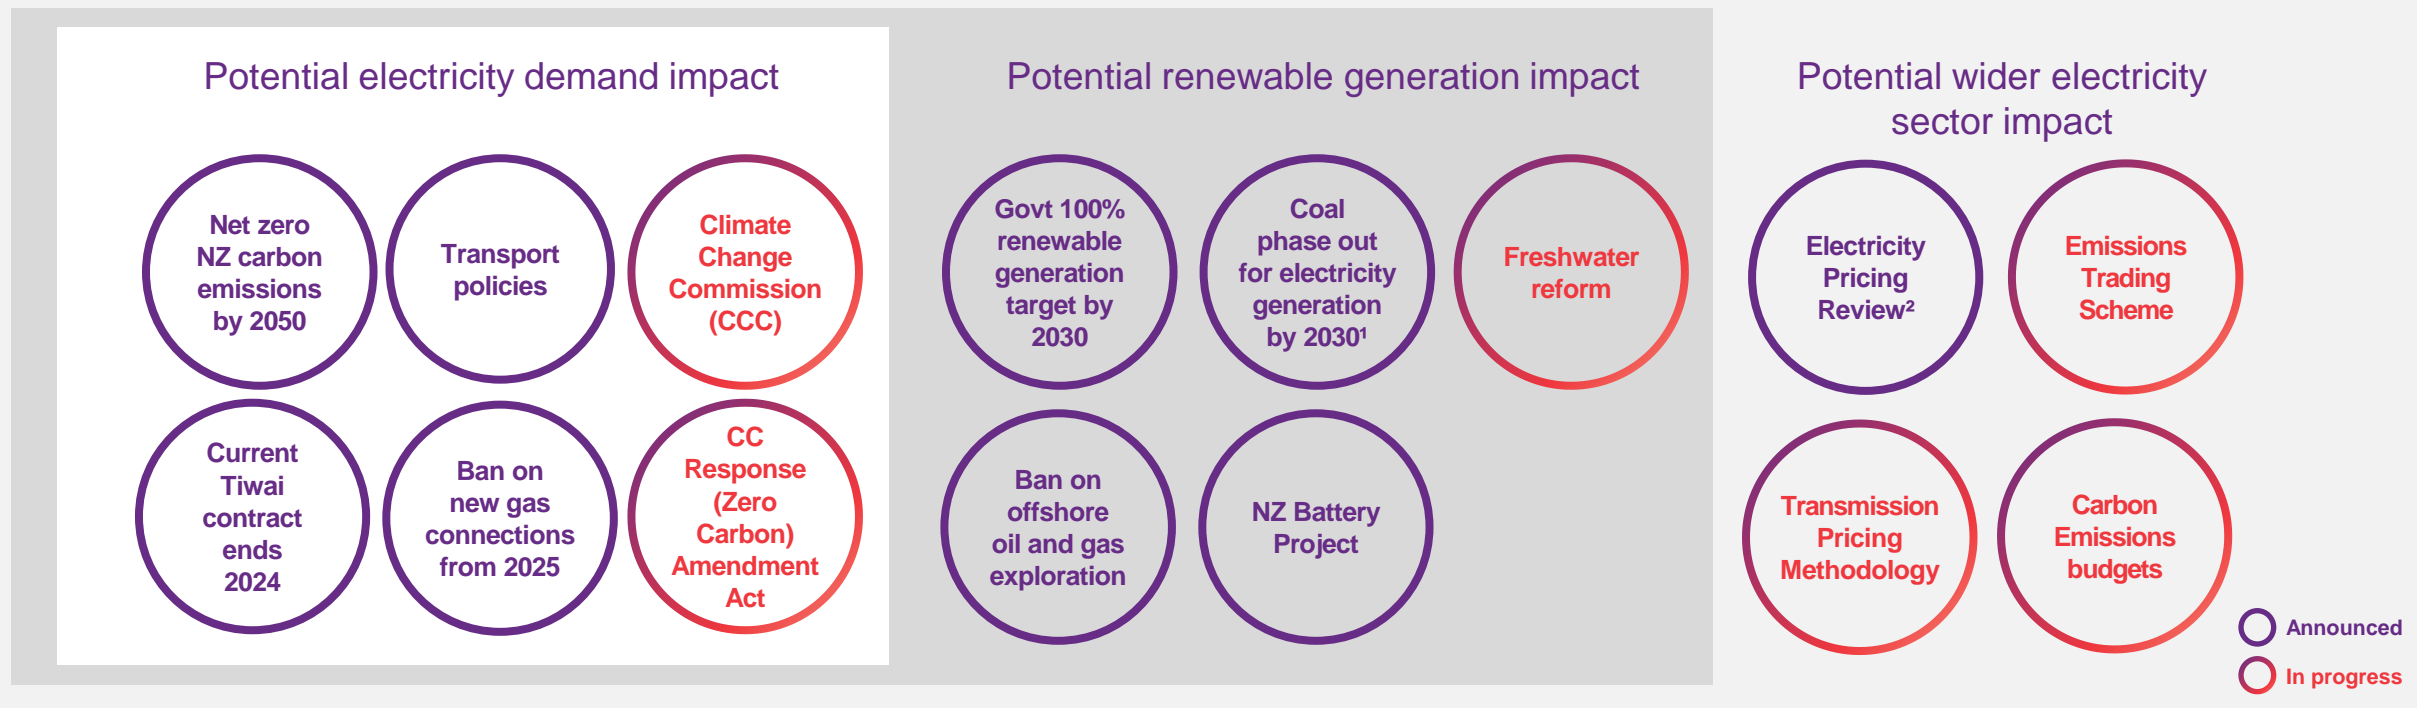 Potential electricity demand impact
Net zero
NZ carbon
emissions
by 2050
Transport
policies
Climate
Change
Commission
(CCC)
Current
Tiwai
contract
ends
2024
Ban on
new gas
connections
from 2025
CC
Response
(Zero
Carbon)
Amendment
Act
Potential renewable generation impact
Govt 100%
renewable
generation
target by
2030
Coal
phase out
for electricity
generation
by 2030¹
Freshwater
reform
Ban on
offshore
oil and gas
exploration
NZ Battery
Project
Potential wider electricity
sector impact
Electricity
Pricing
Review²
Emissions
Trading
Scheme
Transmission
Pricing
Methodology
Carbon
Emissions
budgets
Announced
In progress